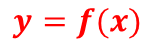 y = f(x)